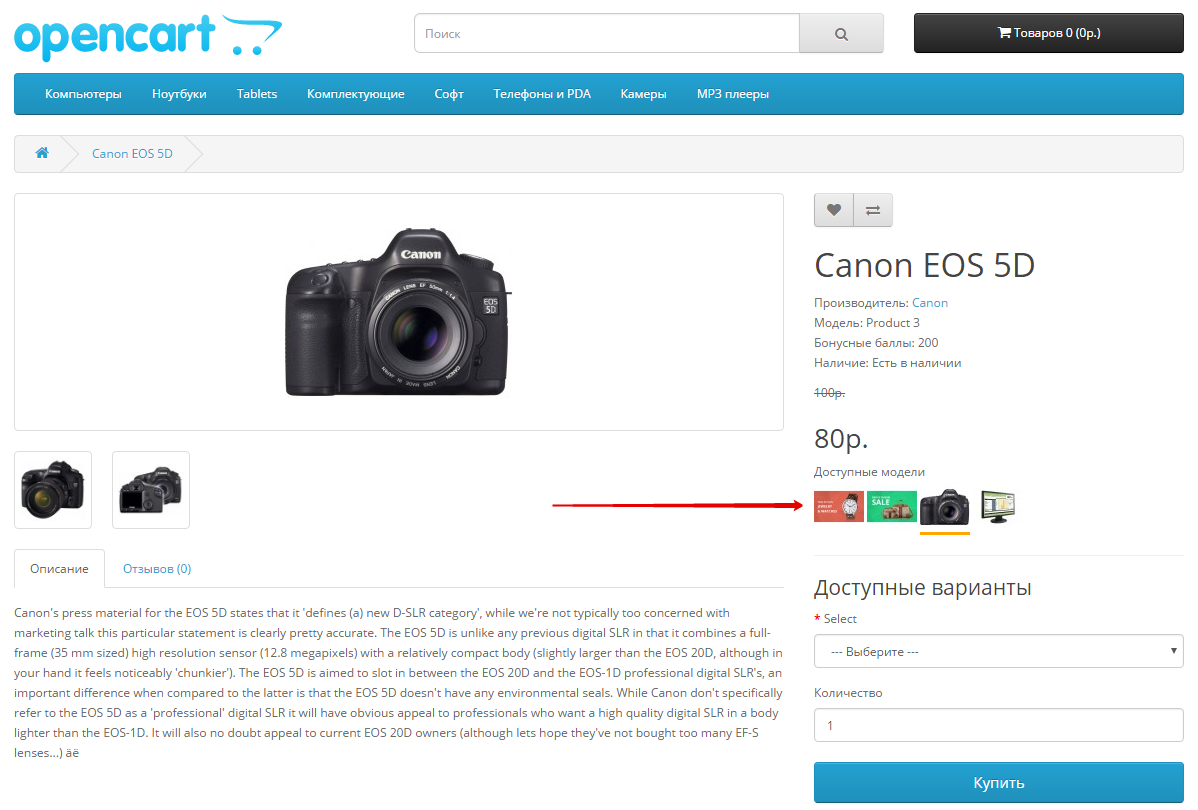 opencart
Поиск
Товаров 0 (0р.)
Компьютеры Ноутбуки Tablets Комплектующие Софт Телефоны и PDA Камеры MP3 плееры
Canon EOS 5D
Canon
EOS
5D
CANON LENS EF 50mm 1:1.4
Canon EOS 5D
Производитель: Canon
Модель: Product 3
Бонусные баллы: 200
Наличие: Есть в наличии
100р.
80р.
Доступные модели
SALE
Описание Отзывов (0)
Canon's press material for the EOS 5D states that it 'defines (a) new D-SLR category', while we're not typically too concerned with
marketing talk this particular statement is clearly pretty accurate. The EOS 5D is unlike any previous digital SLR in that it combines a full-
frame (35 mm sized) high resolution sensor (12.8 megapixels) with a relatively compact body (slightly larger than the EOS 20D, although in
your hand it feels noticeably 'chunkier'). The EOS 5D is aimed to slot in between the EOS 20D and the EOS-1D professional digital SLR's, an
important difference when compared to the latter is that the EOS 5D doesn't have any environmental seals. While Canon don't specifically
refer to the EOS 5D as a 'professional' digital SLR it will have obvious appeal to professionals who want a high quality digital SLR in a body
lighter than the EOS-1D. It will also no doubt appeal to current EOS 20D owners (although lets hope they've not bought too many EF-S
lenses...) äë
Доступные варианты
* Select
--- Выберите ---
Количество
1
Купить